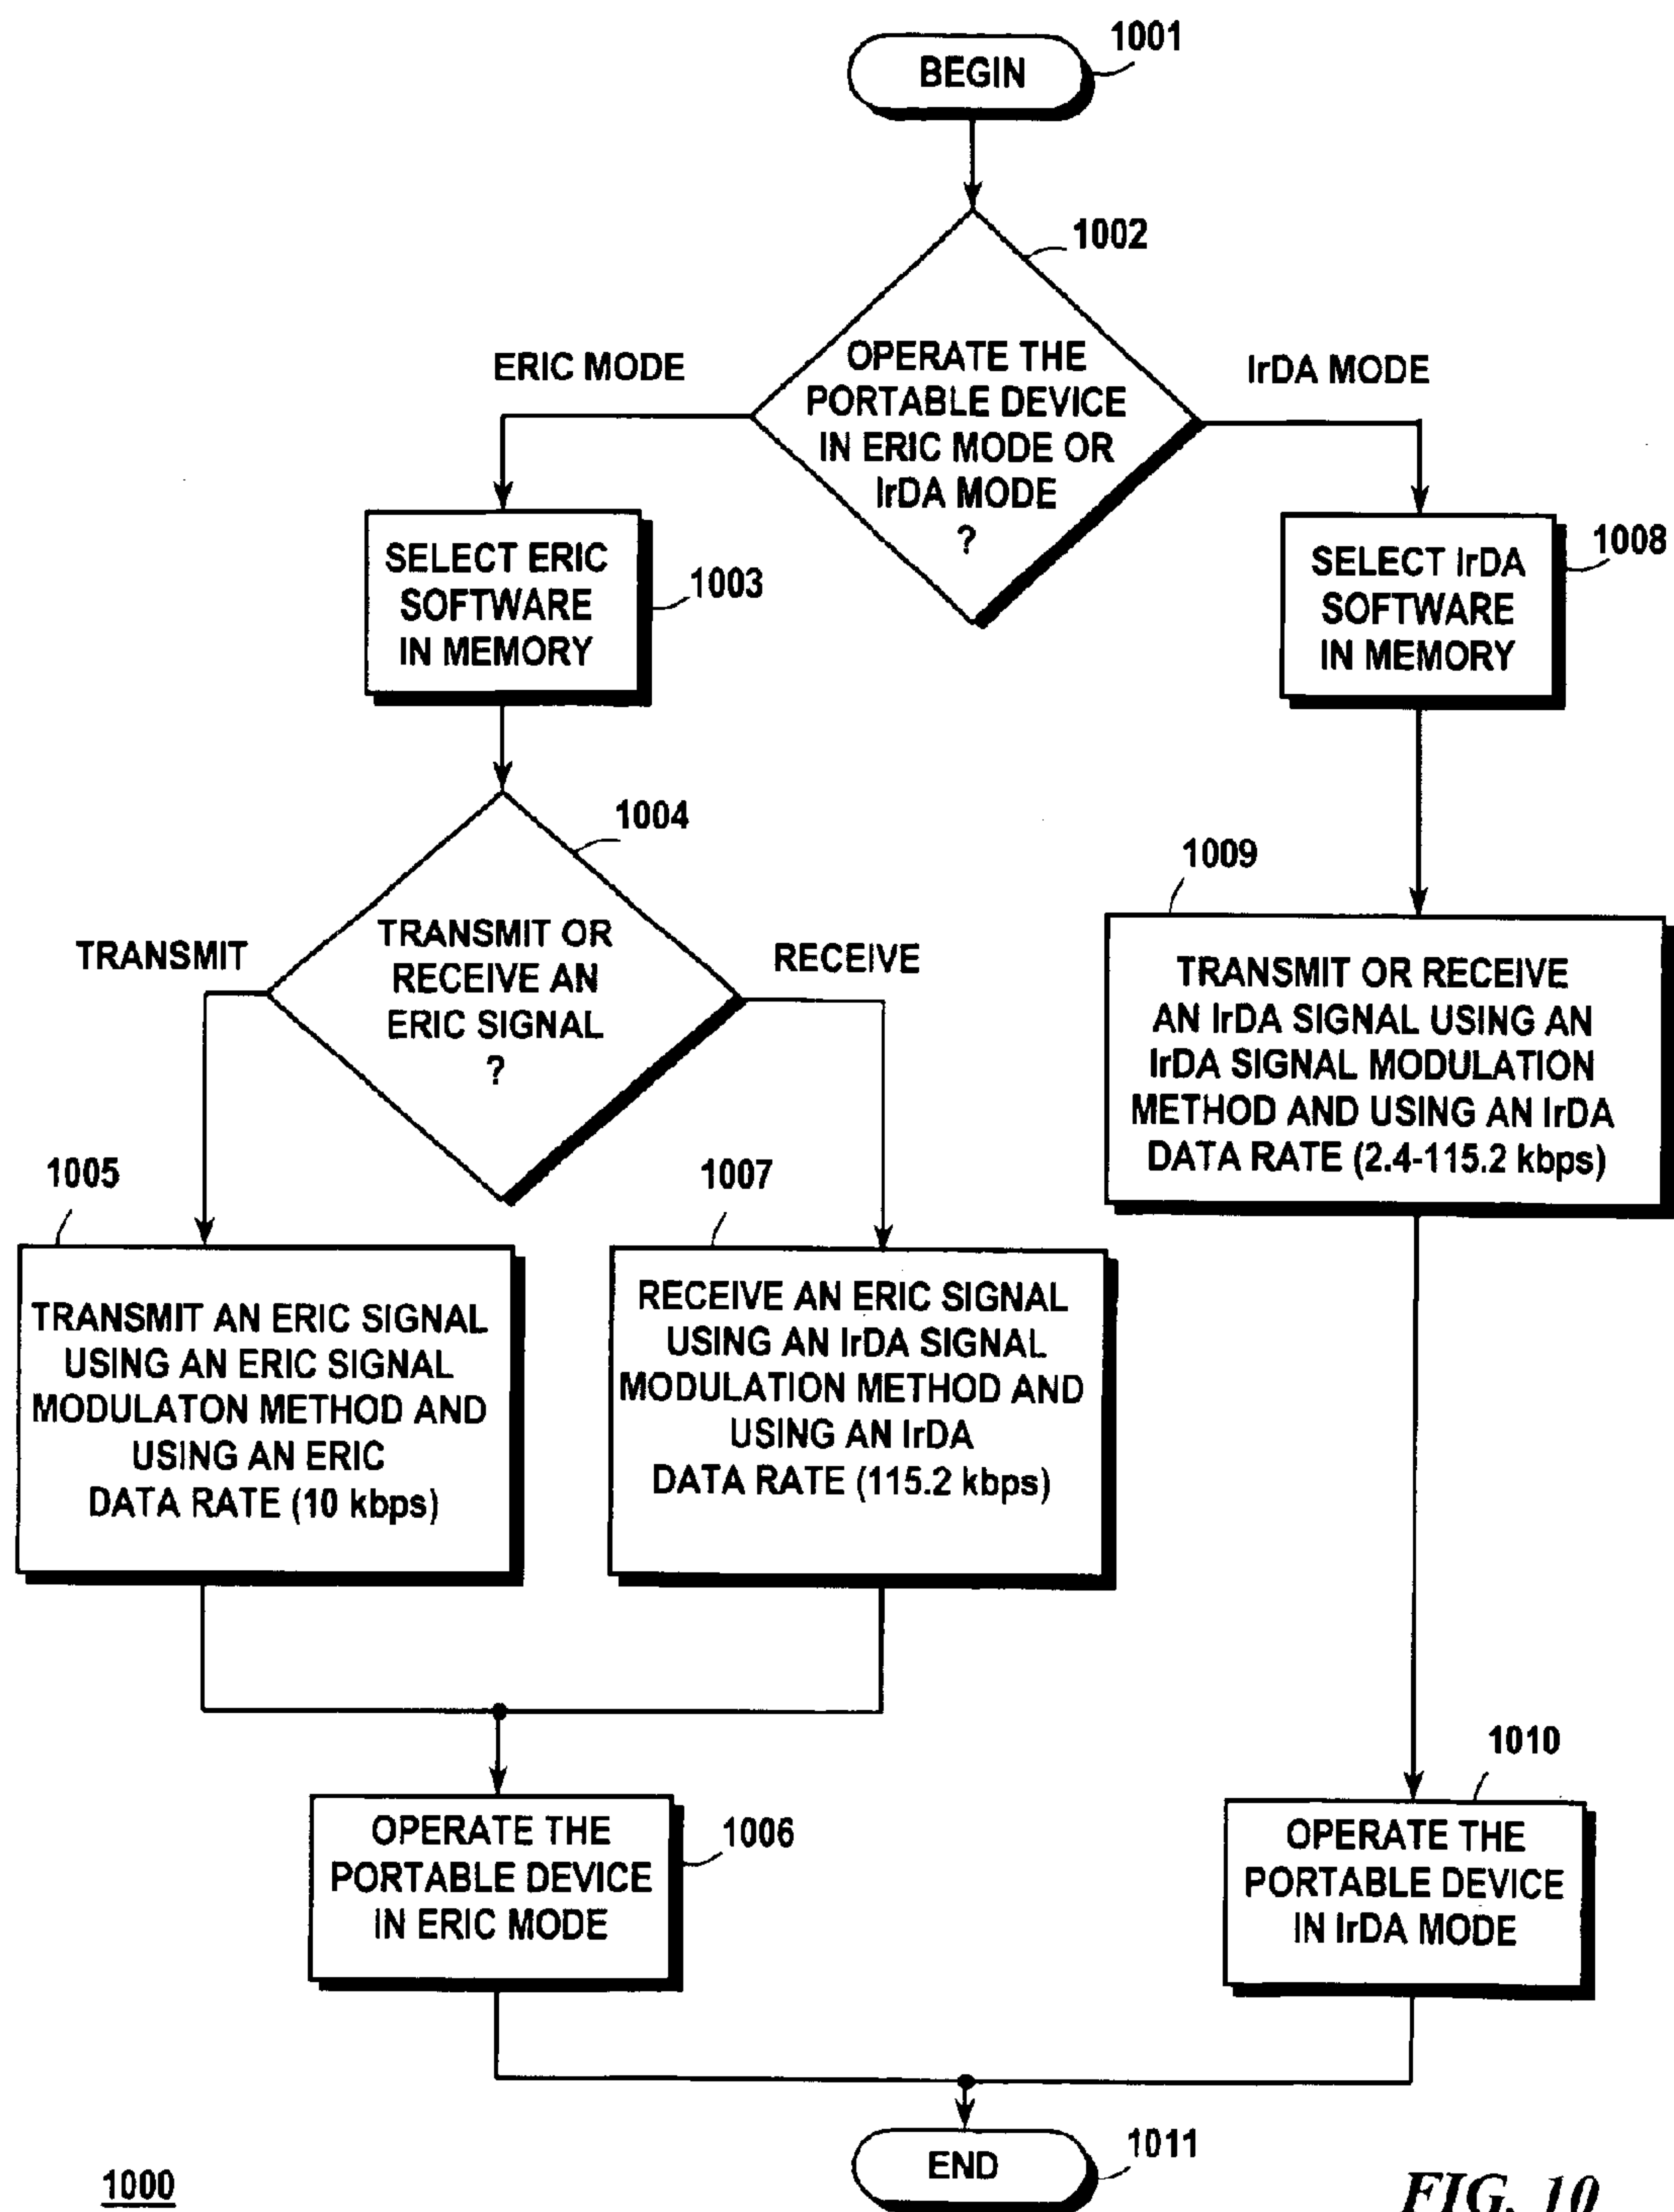 1001
BEGIN
1002
OPERATE THE
PORTABLE DEVICE
IN ERIC MODE OR
IrDA MODE
?
ERIC MODE
IrDA MODE
SELECT ERIC
SOFTWARE
IN MEMORY
1003
SELECT IrDA
SOFTWARE
IN MEMORY
1008
1004
TRANSMIT OR
RECEIVE AN
ERIC SIGNAL
?
TRANSMIT
RECEIVE
1009
TRANSMIT OR RECEIVE
AN IrDA SIGNAL USING AN
IrDA SIGNAL MODULATION
METHOD AND USING AN IrDA
DATA RATE (2.4-115.2 kbps)
1005
TRANSMIT AN ERIC SIGNAL
USING AN ERIC SIGNAL
MODULATON METHOD AND
USING AN ERIC
DATA RATE (10 kbps)
1007
RECEIVE AN ERIC SIGNAL
USING AN IrDA SIGNAL
MODULATION METHOD AND
USING AN IrDA
DATA RATE (115.2 kbps)
OPERATE THE
PORTABLE DEVICE
IN ERIC MODE
1006
1010
OPERATE THE
PORTABLE DEVICE
IN IrDA MODE
END
1011
1000
FIG. 10